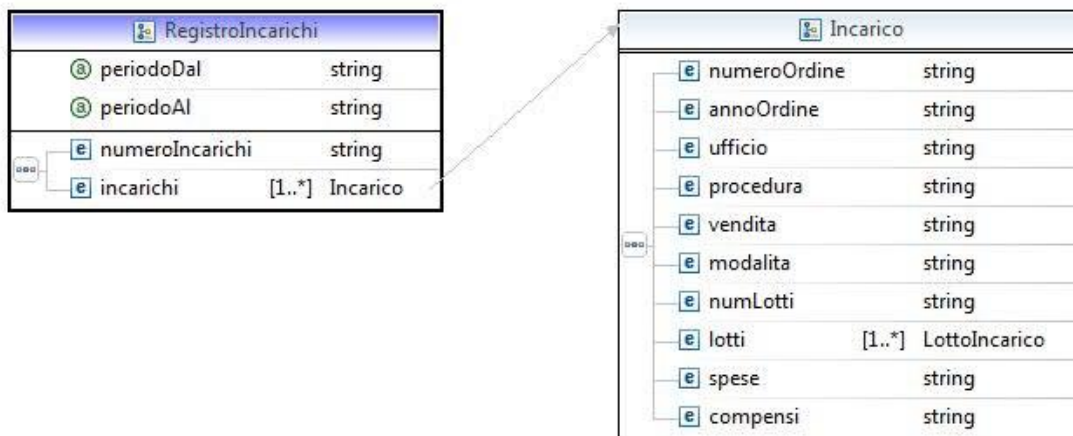 RegistroIncarichi
periodoDal string
periodoAl string
numeroIncarichi string
incarichi [1..*] Incarico
Incarico
numeroOrdine string
annoOrdine string
ufficio string
procedura string
vendita string
modalita string
numLotti string
lotti [1..*] LottoIncarico
spese string
compensi string